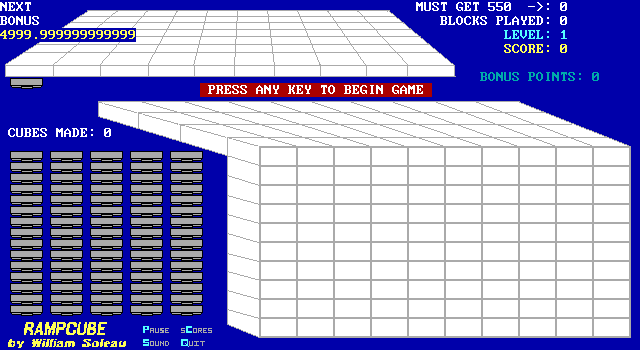 NEXT
BONUS
4999.999999999999
MUST GET 550 ->: 0
BLOCKS PLAYED: 0
LEVEL: 1
SCORE: 0
BONUS POINTS: 0
PRESS ANY KEY TO BEGIN GAME
CUBES MADE: 0
RAMPCUBE
by William Soleau
PAUSE sCORES
SOUND QUIT